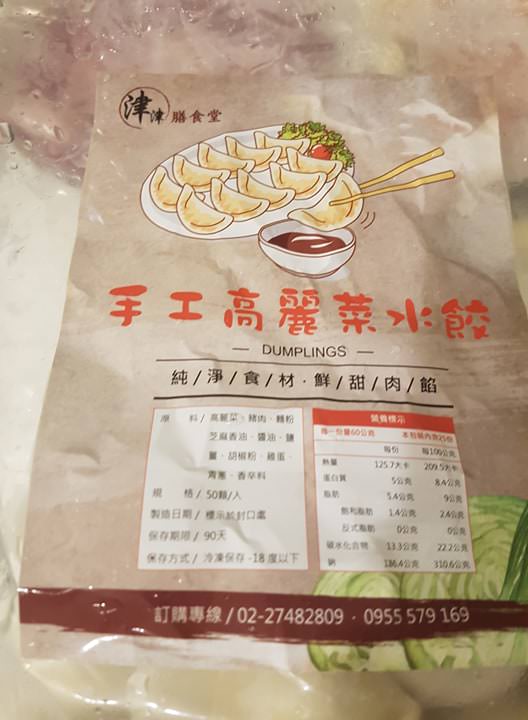 津津 膳食堂
手工高麗菜水餃
— DUMPLINGS —
純/淨/食/材·鮮/甜/肉/餡
原 料/高麗菜、豬肉、麵粉
芝麻香油、醬油、鹽
薑、胡椒粉、雞蛋、
青蔥、香辛料
規 格/50顆/入
製造日期/標示於封口處
保存期限/90天
保存方式/冷凍保存-18度以下
營養標示
每一份量60公克 本包裝內含25份
每份 每100公克
熱量 125.7大卡 209.5大卡
蛋白質 5公克 8.4公克
脂肪 5.4公克 9公克
飽和脂肪 1.4公克 2.4公克
反式脂肪 0公克 0公克
碳水化合物 13.3公克 22.2公克
鈉 186.4公克 310.6公克
訂購專線/02-27482809·0955 579 169